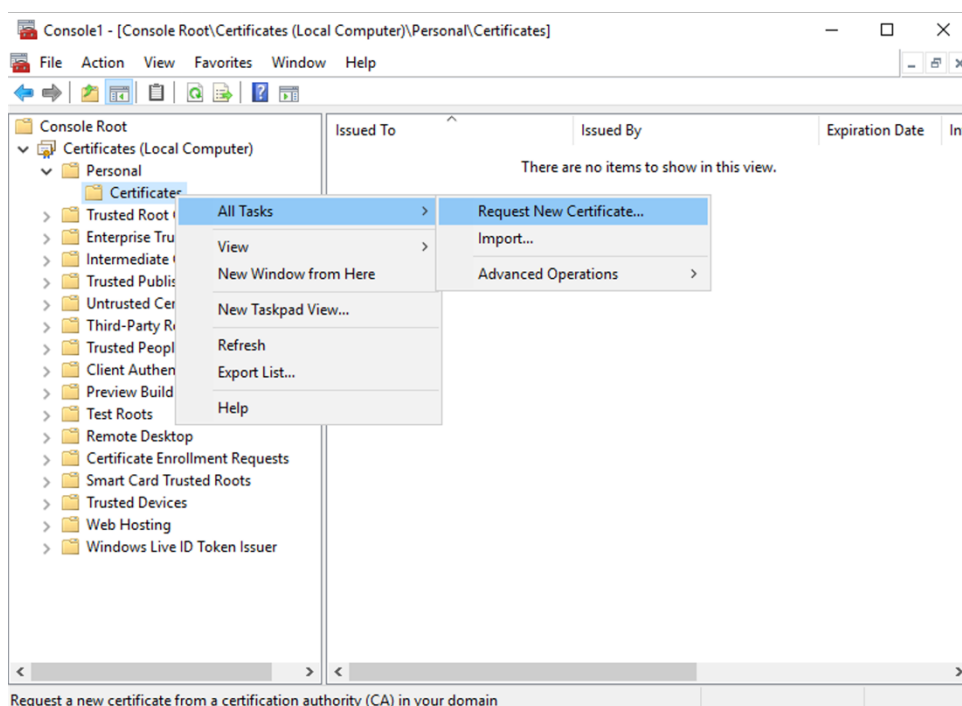 Console1 - [Console Root\Certificates (Local Computer)\Personal\Certificates]
File Action View Favorites Window Help
Console Root
Certificates (Local Computer)
Personal
Certificates
Trusted Root
Enterprise Tru
Intermediate
Trusted Publis
Untrusted Cer
Third-Party R
Trusted Peopl
Client Authen
Preview Build
Test Roots
Remote Desktop
Certificate Enrollment Requests
Smart Card Trusted Roots
Trusted Devices
Web Hosting
Windows Live ID Token Issuer
All Tasks
View
New Window from Here
New Taskpad View...
Refresh
Export List...
Help
Request New Certificate...
Import...
Advanced Operations
Issued To Issued By Expiration Date In
There are no items to show in this view.
Request a new certificate from a certification authority (CA) in your domain